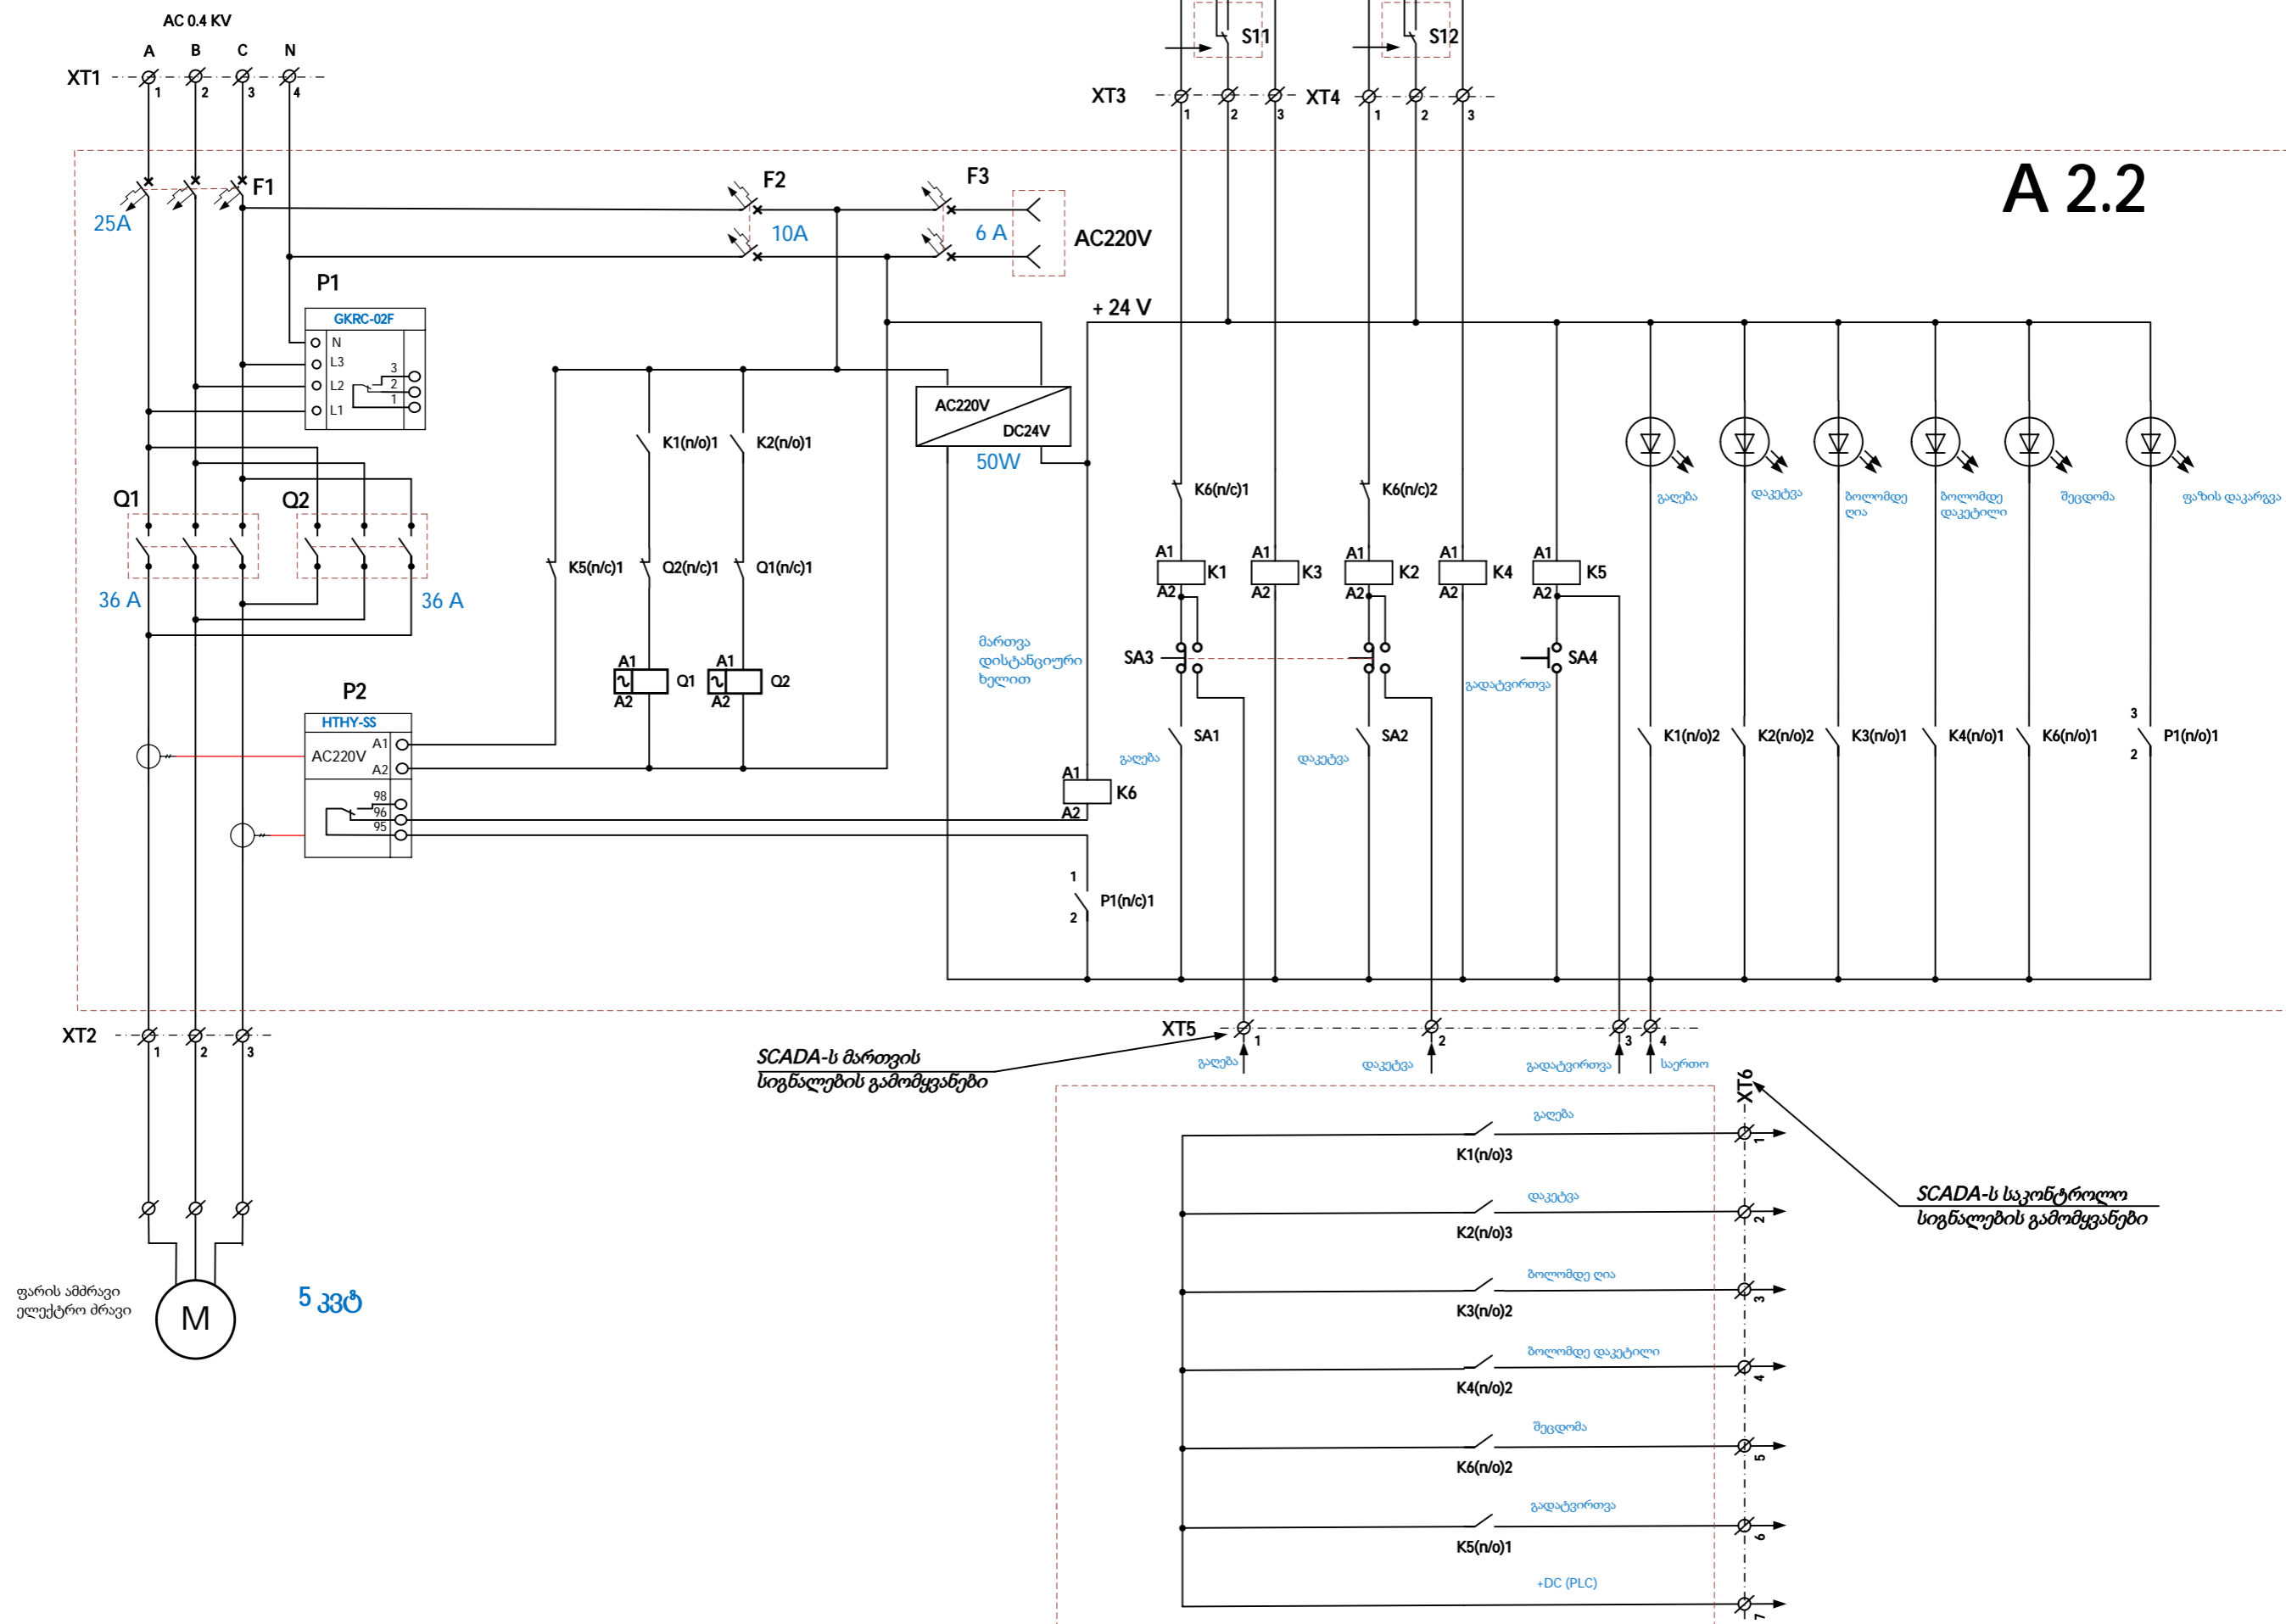 AC 0.4 KV
A B C N
XT1
1 2 3 4
S11
S12
XT3
1 2 3
XT4
1 2 3
A 2.2
F1
25A
F2
10A
F3
6 A
AC220V
P1
GKRC-02F
N
L3
L2
L1
3
2
1
+ 24 V
AC220V
DC24V
50W
K1(n/o)1
K2(n/o)1
K6(n/c)1
K6(n/c)2
გაღება
დაკეტვა
ბოლომდე
ღია
ბოლომდე
დაკეტილი
შეცდომა
ფაზის დაკარგვა
Q1
Q2
36 A
36 A
K5(n/c)1
Q2(n/c)1
Q1(n/c)1
A1
K1
A2
A1
K3
A2
A1
K2
A2
A1
K4
A2
A1
K5
A2
მართვა
დისტანციური
ხელით
SA3
SA4
გადატვირთვა
A1
Q1
A2
A1
Q2
A2
P2
HTHY-SS
AC220V
A1
A2
98
96
95
SA1
გაღება
SA2
დაკეტვა
K1(n/o)2
K2(n/o)2
K3(n/o)1
K4(n/o)1
K6(n/o)1
3
P1(n/o)1
2
A1
K6
A2
1
P1(n/c)1
2
XT2
1 2 3
XT5
1 2 3 4
SCADA-ს მართვის
სიგნალების გამომყვანები
გაღება
დაკეტვა
გადატვირთვა
საერთო
XT6
გაღება
K1(n/o)3
1
დაკეტვა
K2(n/o)3
2
SCADA-ს საკონტროლო
სიგნალების გამომყვანები
ბოლომდე ღია
K3(n/o)2
3
ფარის ამძრავი
ელექტრო ძრავი
M
5 კვტ
ბოლომდე დაკეტილი
K4(n/o)2
4
შეცდომა
K6(n/o)2
5
გადატვირთვა
K5(n/o)1
6
+DC (PLC)
7